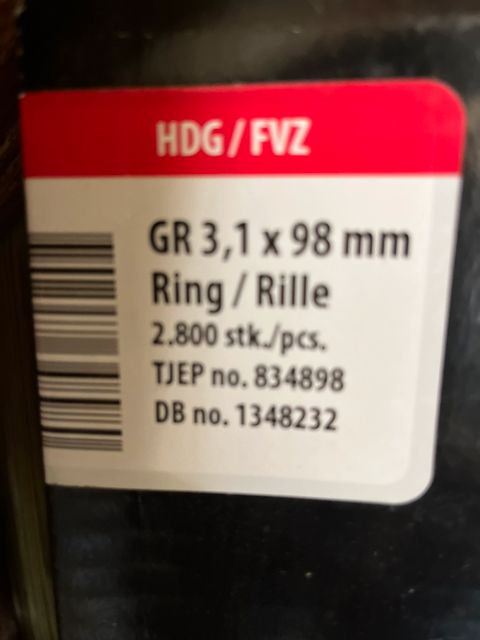 HDG / FVZ
GR 3,1 x 98 mm
Ring / Rille
2.800 stk./pcs.
TJEP no. 834898
DB no. 1348232